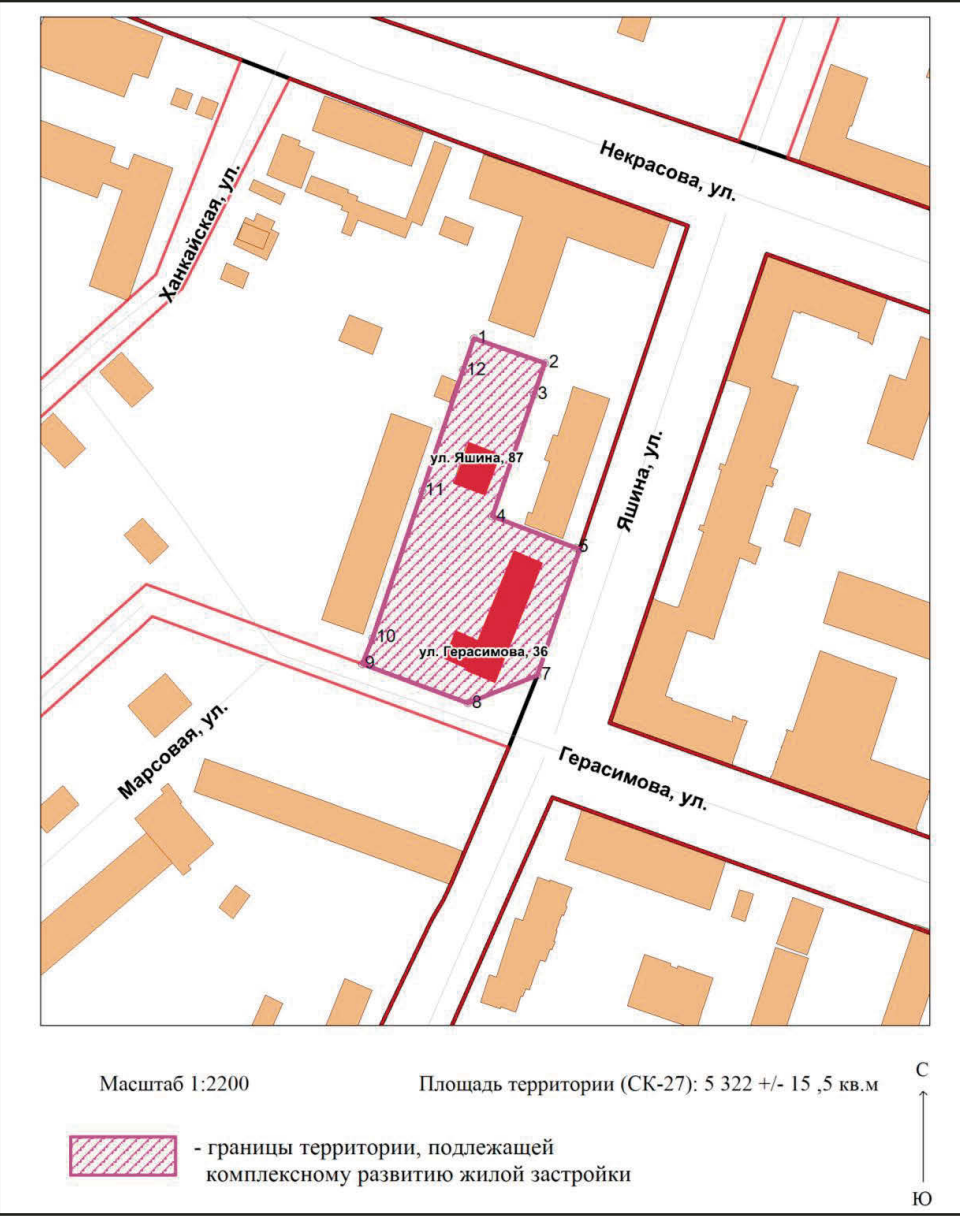 Некрасова, ул.
Ханкайская, ул.
1
2
12
3
ул. Яшина, 87
11
4
Яшина, ул.
5
10
ул. Герасимова, 36
9
7
8
Марсовая, ул.
Герасимова, ул.
Масштаб 1:2200
Площадь территории (СК-27): 5 322 +/- 15 ,5 кв.м
С
- границы территории, подлежащей
комплексному развитию жилой застройки
Ю